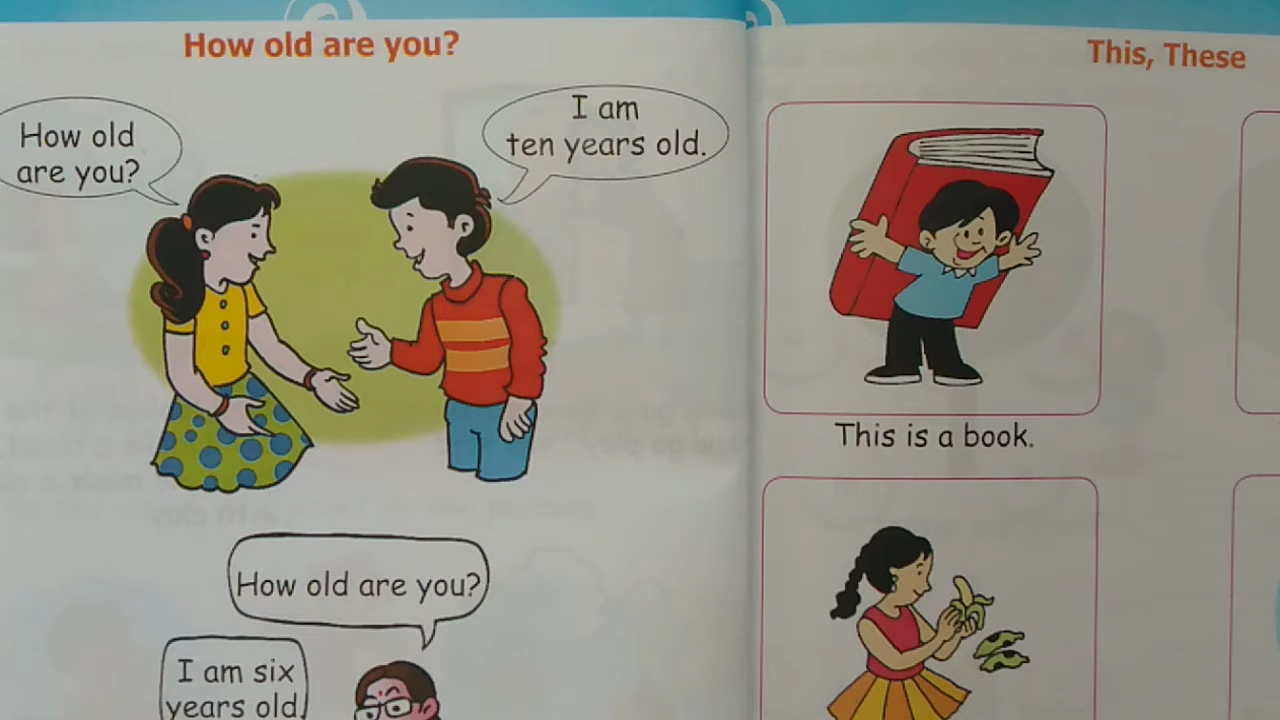 How old are you?
How old
are you?
I am
ten years old.
How old are you?
I am six
years old.
This, These
This is a book.